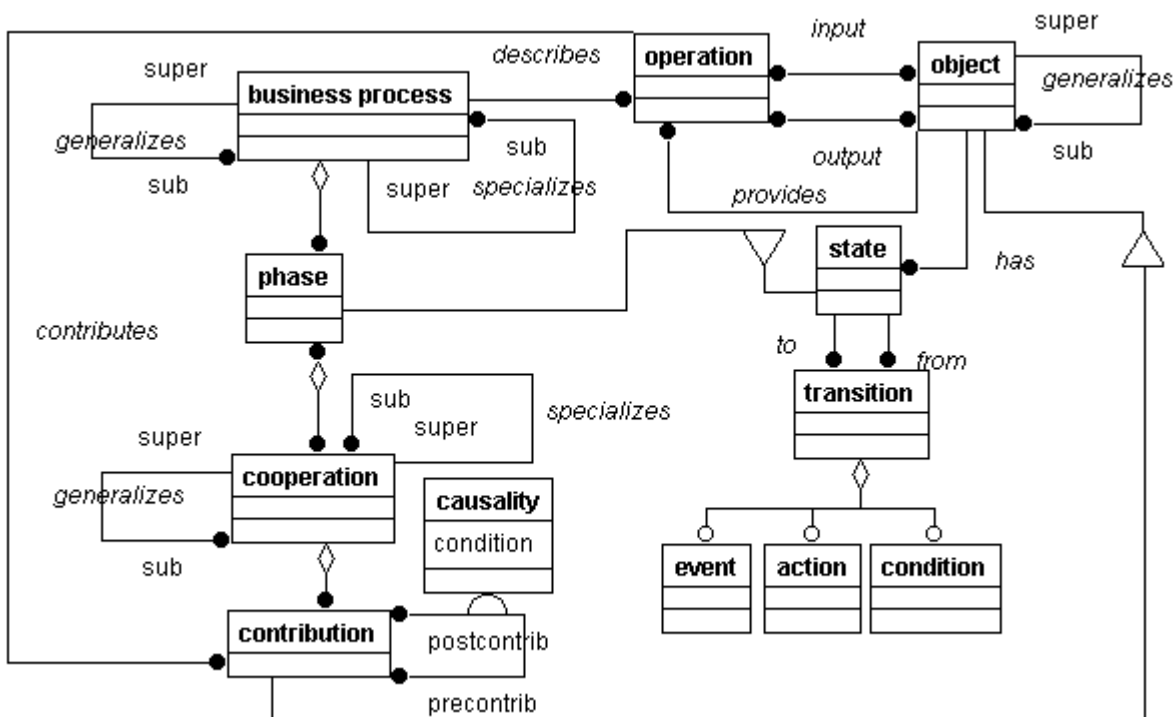 super
input
describes
operation
object
super
business process
generalizes
generalizes
sub
sub
super
specializes
output
sub
provides
state
has
phase
contributes
to
from
transition
sub
specializes
super
super
cooperation
generalizes
causality
condition
sub
event
action
condition
contribution
postcontrib
precontrib